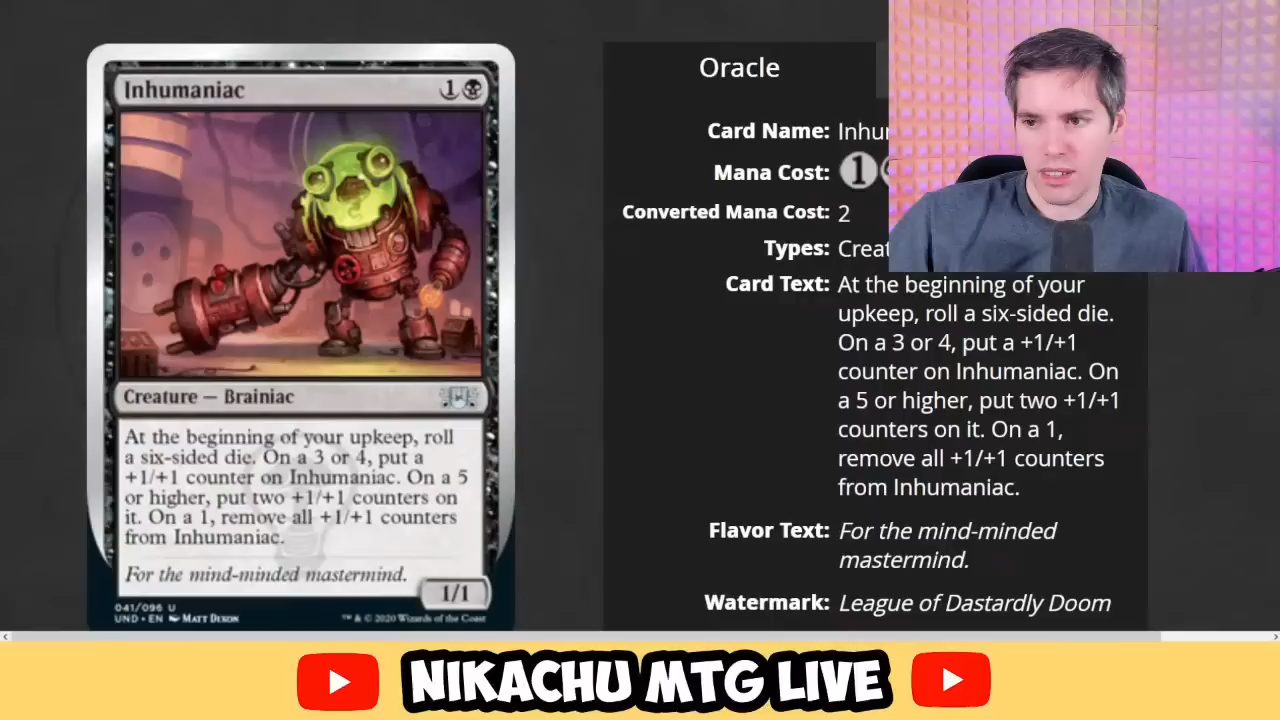 Inhumaniac 1
Creature — Brainiac
At the beginning of your upkeep, roll
a six-sided die. On a 3 or 4, put a
+1/+1 counter on Inhumaniac. On a 5
or higher, put two +1/+1 counters on
it. On a 1, remove all +1/+1 counters
from Inhumaniac.
For the mind-minded mastermind.
1/1
041/096 U
UND • EN MATT DIXON
™ & © 2020 Wizards of the Coast
Oracle
Card Name: Inhu
Mana Cost: 1
Converted Mana Cost: 2
Types: Creat
Card Text: At the beginning of your
upkeep, roll a six-sided die.
On a 3 or 4, put a +1/+1
counter on Inhumaniac. On
a 5 or higher, put two +1/+1
counters on it. On a 1,
remove all +1/+1 counters
from Inhumaniac.
Flavor Text: For the mind-minded
mastermind.
Watermark: League of Dastardly Doom
NIKACHU MTG LIVE